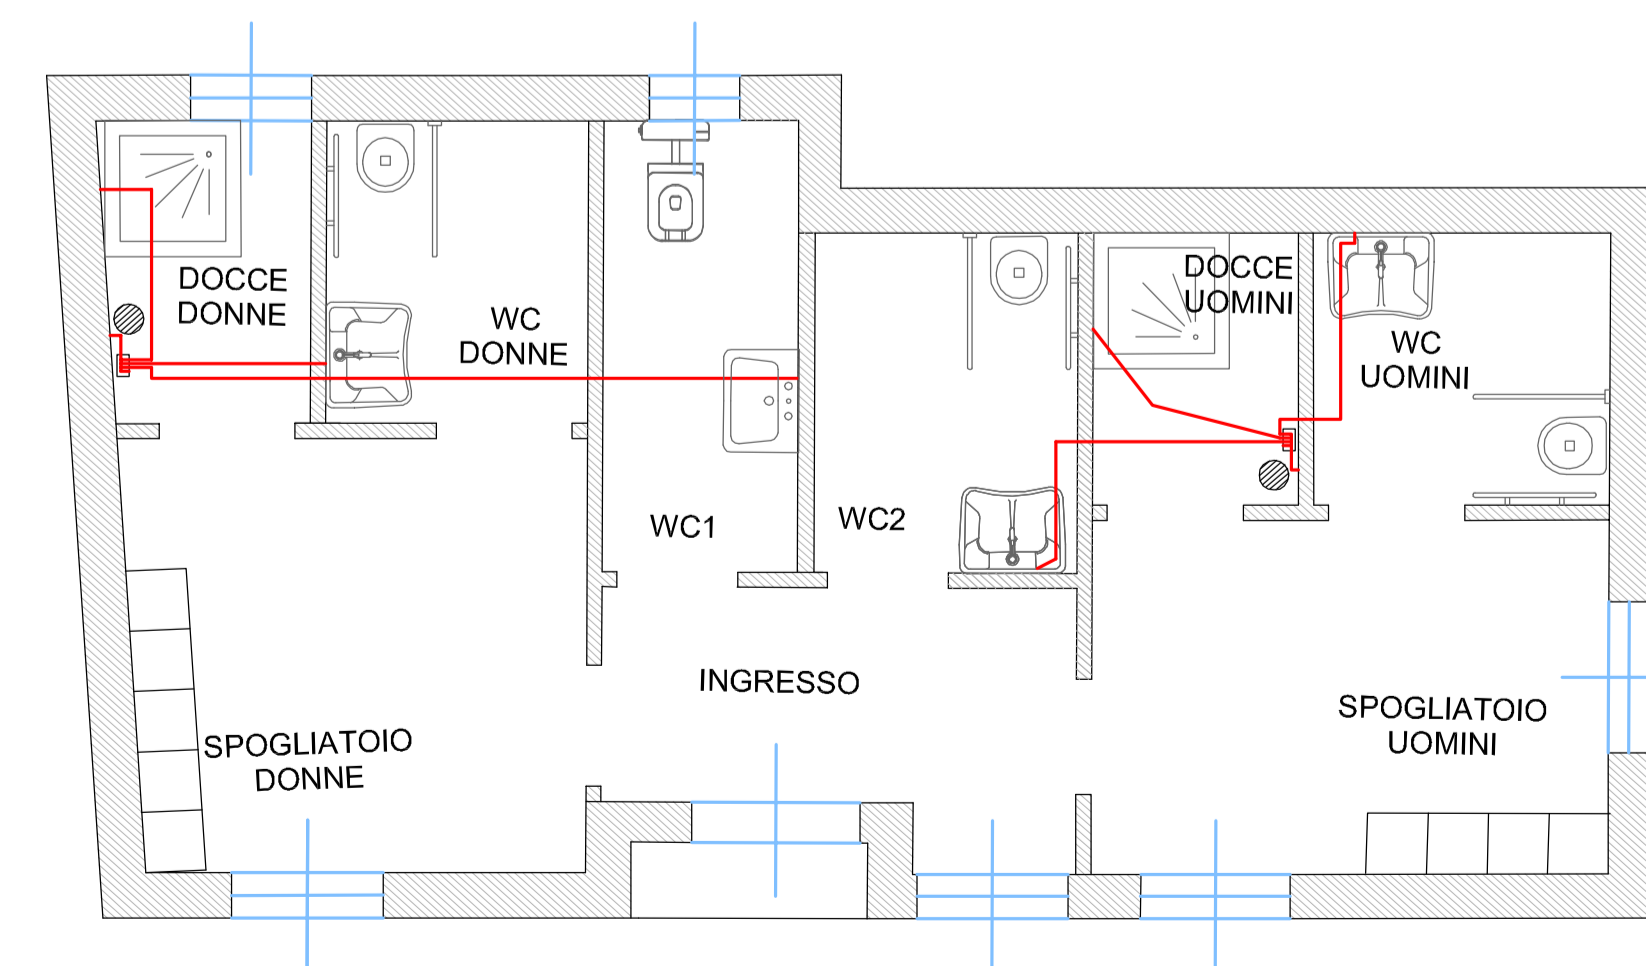 DOCCE
DONNE
WC
DONNE
DOCCE
UOMINI
WC
UOMINI
WC1
WC2
INGRESSO
SPOGLIATOIO
DONNE
SPOGLIATOIO
UOMINI